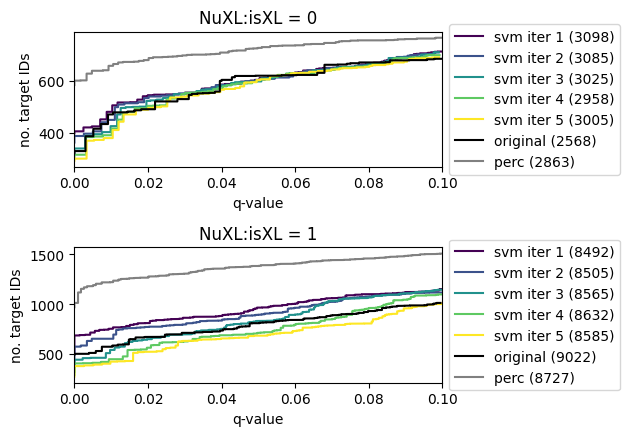 NuXL:isXL = 0
no. target IDs
600
400
0.00 0.02 0.04 0.06 0.08 0.10
q-value
svm iter 1 (3098)
svm iter 2 (3085)
svm iter 3 (3025)
svm iter 4 (2958)
svm iter 5 (3005)
original (2568)
perc (2863)
NuXL:isXL = 1
no. target IDs
1500
1000
500
0.00 0.02 0.04 0.06 0.08 0.10
q-value
svm iter 1 (8492)
svm iter 2 (8505)
svm iter 3 (8565)
svm iter 4 (8632)
svm iter 5 (8585)
original (9022)
perc (8727)